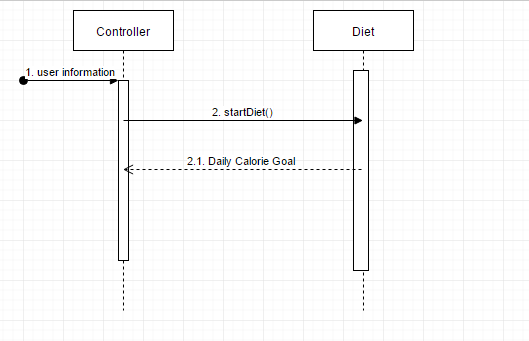 Controller
Diet
1. user information
2. startDiet()
2.1. Daily Calorie Goal